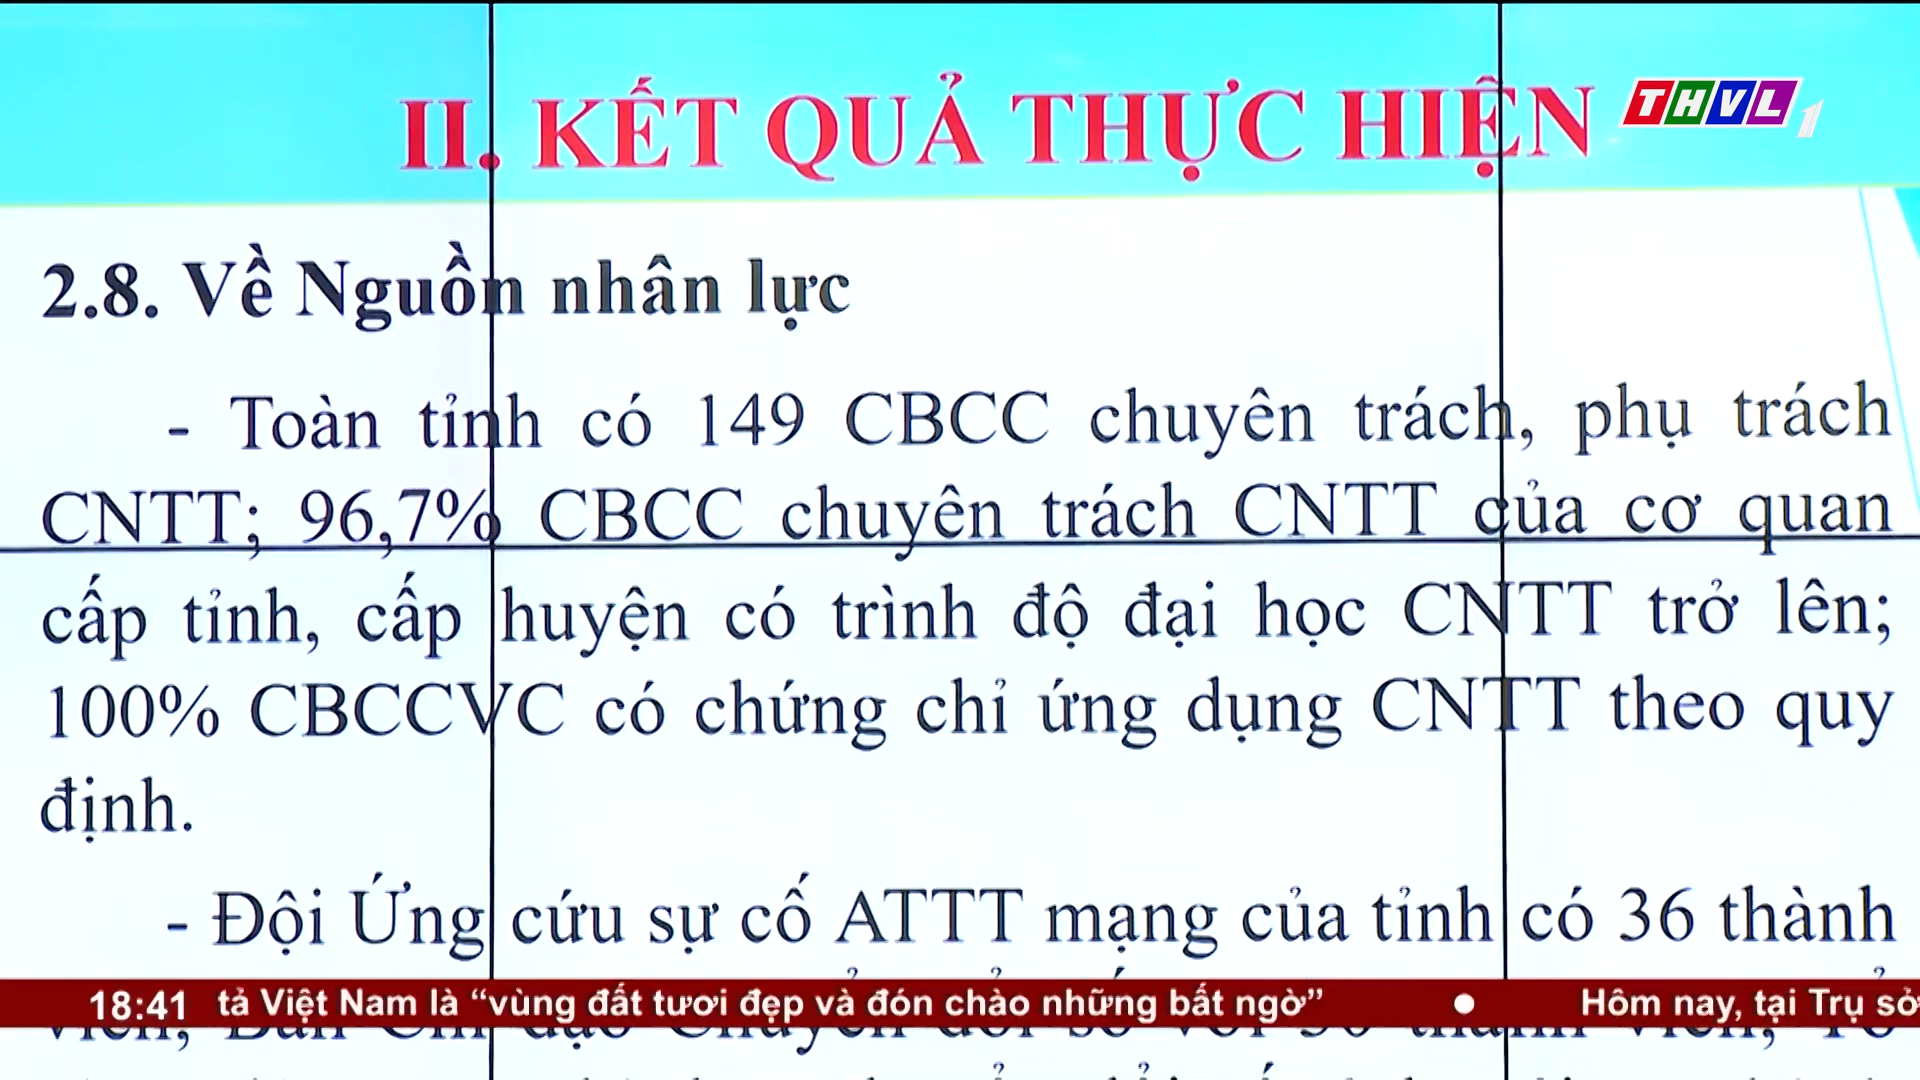 II. KẾT QUẢ THỰC HIỆN
THVL 1
2.8. Về Nguồn nhân lực
- Toàn tỉnh có 149 CBCC chuyên trách, phụ trách
CNTT; 96,7% CBCC chuyên trách CNTT của cơ quan
cấp tỉnh, cấp huyện có trình độ đại học CNTT trở lên;
100% CBCCVC có chứng chỉ ứng dụng CNTT theo quy
định.
- Đội Ứng cứu sự cố ATTT mạng của tỉnh có 36 thành
18:41 tả Việt Nam là “vùng đất tươi đẹp và đón chào những bất ngờ” ● Hôm nay, tại Trụ sở